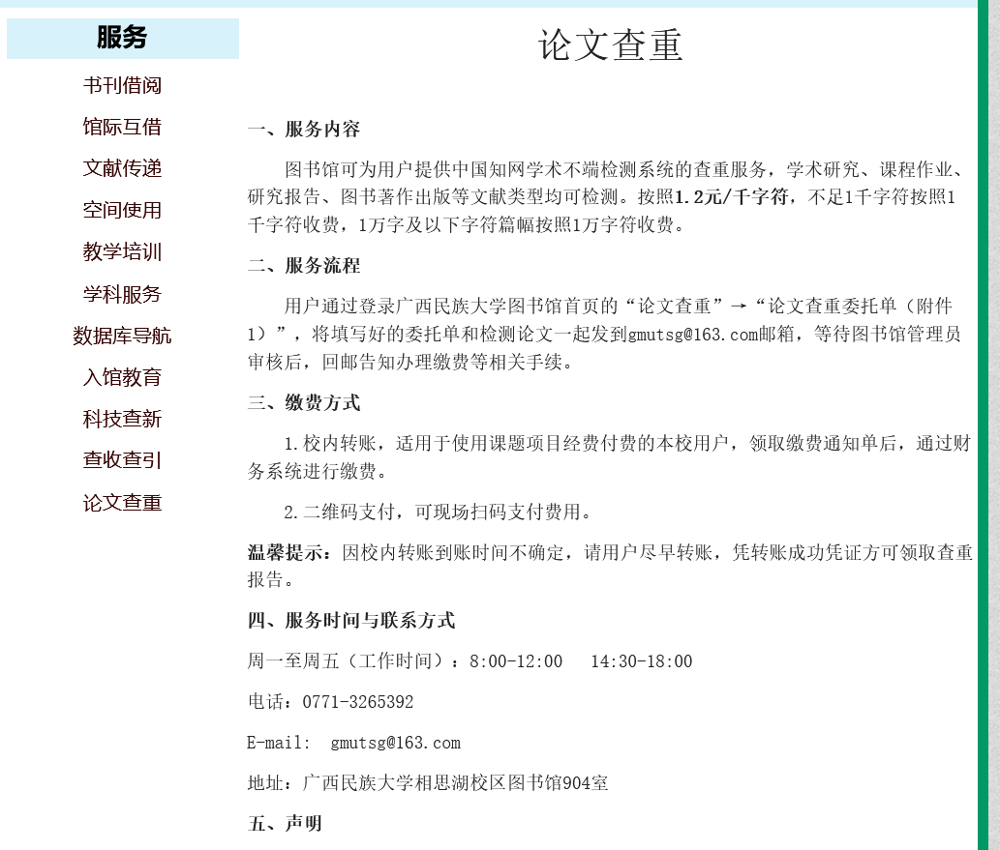 服务
书刊借阅
馆际互借
文献传递
空间使用
教学培训
学科服务
数据库导航
入馆教育
科技查新
查收查引
论文查重
论文查重
一、服务内容
图书馆可为用户提供中国知网学术不端检测系统的查重服务，学术研究、课程作业、
研究报告、图书著作出版等文献类型均可检测。按照1.2元/千字符，不足1千字符按照1
千字符收费，1万字及以下字符篇幅按照1万字符收费。
二、服务流程
用户通过登录广西民族大学图书馆首页的“论文查重”→“论文查重委托单（附件
1）”，将填写好的委托单和检测论文一起发到gmutsg@163.com邮箱，等待图书馆管理员
审核后，回邮告知办理缴费等相关手续。
三、缴费方式
1.校内转账，适用于使用课题项目经费付费的本校用户，领取缴费通知单后，通过财
务系统进行缴费。
2.二维码支付，可现场扫码支付费用。
温馨提示：因校内转账到账时间不确定，请用户尽早转账，凭转账成功凭证方可领取查重
报告。
四、服务时间与联系方式
周一至周五（工作时间）：8:00-12:00   14:30-18:00
电话：0771-3265392
E-mail:  gmutsg@163.com
地址：广西民族大学相思湖校区图书馆904室
五、声明